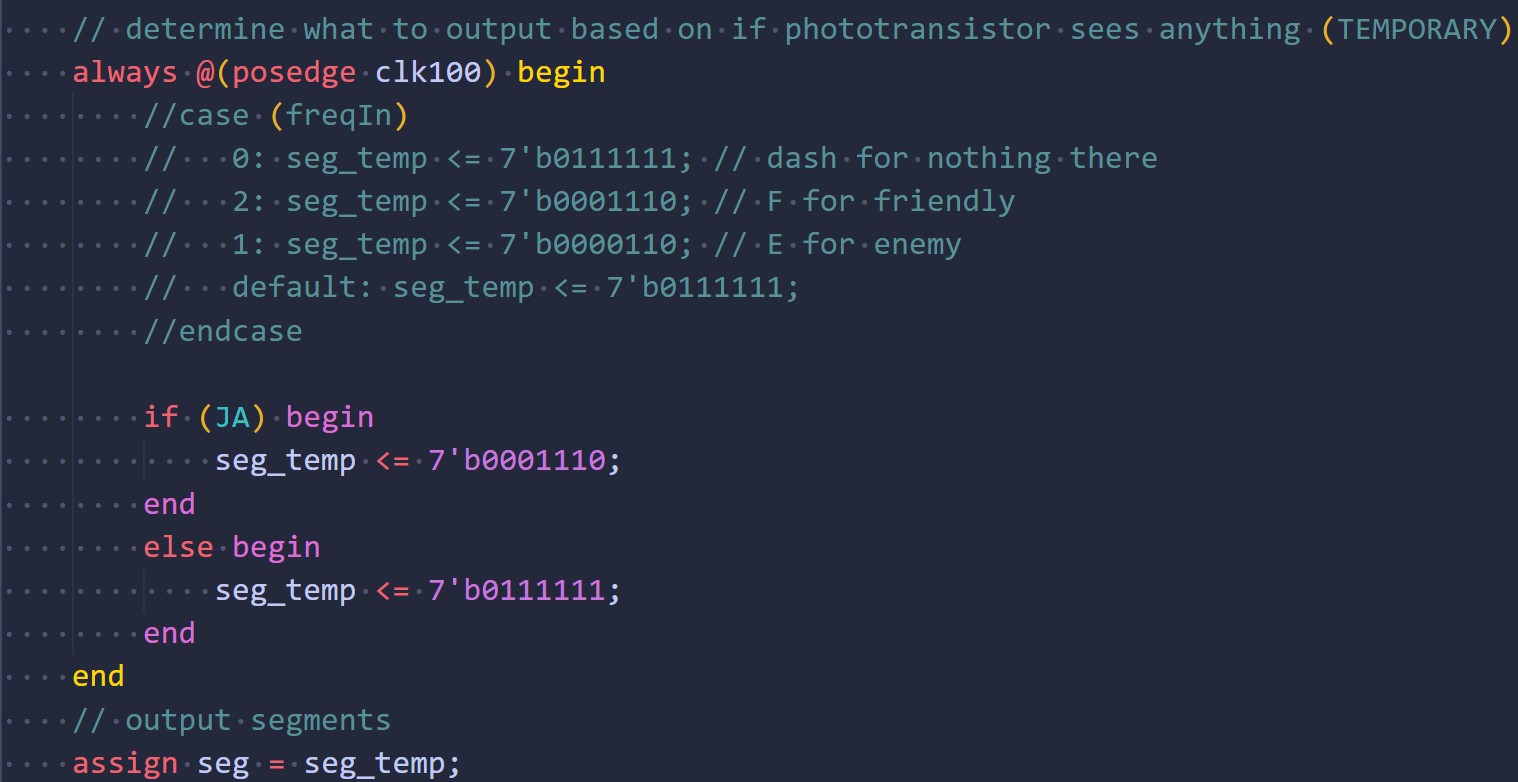 // determine what to output based on if phototransistor sees anything (TEMPORARY)
always @(posedge clk100) begin
//case (freqIn)
//   0: seg_temp <= 7'b0111111; // dash for nothing there
//   2: seg_temp <= 7'b0001110; // F for friendly
//   1: seg_temp <= 7'b0000110; // E for enemy
//   default: seg_temp <= 7'b0111111;
//endcase
if (JA) begin
seg_temp <= 7'b0001110;
end
else begin
seg_temp <= 7'b0111111;
end
end
// output segments
assign seg = seg_temp;